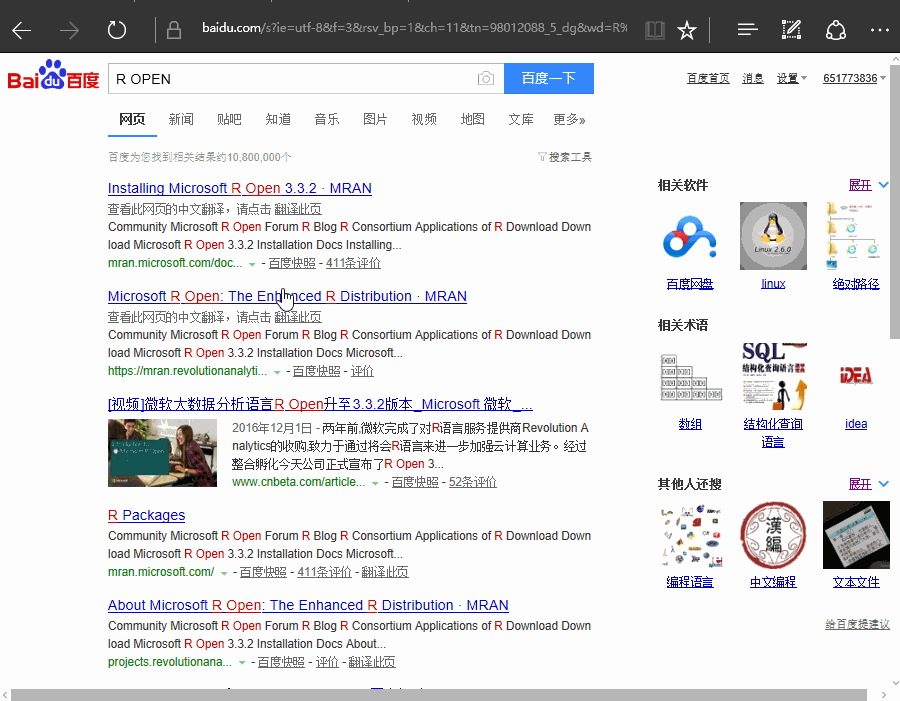 baidu.com/s?ie=utf-8&f=3&rsv_bp=1&ch=11&tn=98012088_5_dg&wd=R%
Bai du 百度
R OPEN
百度一下
百度首页 消息 设置 651773836
网页 新闻 贴吧 知道 音乐 图片 视频 地图 文库 更多»
百度为您找到相关结果约10,800,000个
搜索工具
Installing Microsoft R Open 3.3.2 · MRAN
查看此网页的中文翻译，请点击 翻译此页
Community Microsoft R Open Forum R Blog R Consortium Applications of R Download Down
load Microsoft R Open 3.3.2 Installation Docs Installing...
mran.microsoft.com/doc... - 百度快照 - 411条评价
Microsoft R Open: The Enhanced R Distribution · MRAN
查看此网页的中文翻译，请点击 翻译此页
Community Microsoft R Open Forum R Blog R Consortium Applications of R Download Down
load Microsoft R Open 3.3.2 Installation Docs Microsoft...
https://mran.revolutionanalyti... - 百度快照 - 评价
[视频]微软大数据分析语言R Open升至3.3.2版本_Microsoft 微软_...
2016年12月1日 - 两年前,微软完成了对R语言服务提供商Revolution A
nalytics的收购,致力于通过将会R语言来进一步加强云计算业务。经过
整合孵化今天公司正式宣布了R Open 3...
www.cnbeta.com/article... - 百度快照 - 52条评价
R Packages
Community Microsoft R Open Forum R Blog R Consortium Applications of R Download Down
load Microsoft R Open 3.3.2 Installation Docs Microsoft...
mran.microsoft.com/ - 百度快照 - 411条评价 - 翻译此页
About Microsoft R Open: The Enhanced R Distribution · MRAN
Community Microsoft R Open Forum R Blog R Consortium Applications of R Download Down
load Microsoft R Open 3.3.2 Installation Docs About...
projects.revolutionana... - 百度快照 - 评价 - 翻译此页
相关软件 展开
Linux 2.6.0
百度网盘 linux 绝对路径
相关术语
SQL
结构化查询语言
IDEA
数组 结构化查询语言 idea
其他人还搜 展开
漢編
编程语言 中文编程 文本文件
给百度提建议